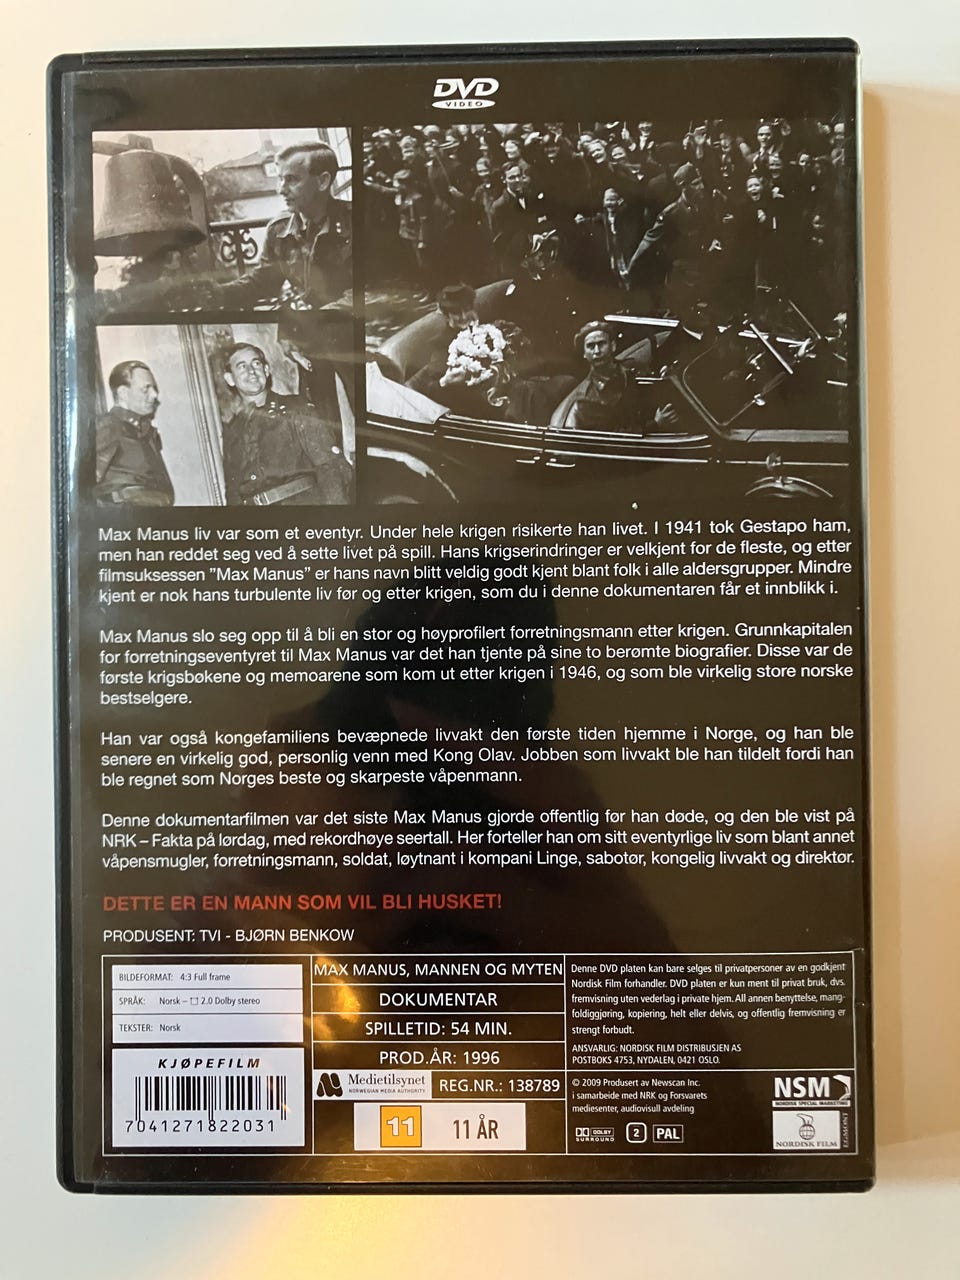 DVD
VIDEO
Max Manus liv var som et eventyr. Under hele krigen risikerte han livet. I 1941 tok Gestapo ham,
men han reddet seg ved å sette livet på spill. Hans krigserindringer er velkjent for de fleste, og etter
filmsuksessen "Max Manus" er hans navn blitt veldig godt kjent blant folk i alle aldersgrupper. Mindre
kjent er nok hans turbulente liv før og etter krigen, som du i denne dokumentaren får et innblikk i.
Max Manus slo seg opp til å bli en stor og høyprofilert forretningsmann etter krigen. Grunnkapitalen
for forretningseventyret til Max Manus var det han tjente på sine to berømte biografier. Disse var de
første krigsbøkene og memoarene som kom ut etter krigen i 1946, og som ble virkelig store norske
bestselgere.
Han var også kongefamiliens bevæpnede livvakt den første tiden hjemme i Norge, og han ble
senere en virkelig god, personlig venn med Kong Olav. Jobben som livvakt ble han tildelt fordi han
ble regnet som Norges beste og skarpeste våpenmann.
Denne dokumentarfilmen var det siste Max Manus gjorde offentlig før han døde, og den ble vist på
NRK – Fakta på lørdag, med rekordhøye seertall. Her forteller han om sitt eventyrlige liv som blant annet
våpensmugler, forretningsmann, soldat, løytnant i kompani Linge, sabotør, kongelig livvakt og direktør.
DETTE ER EN MANN SOM VIL BLI HUSKET!
PRODUSENT: TVI - BJØRN BENKOW
BILDEFORMAT: 4:3 Full frame
SPRÅK: Norsk – 2.0 Dolby stereo
TEKSTER: Norsk
KJØPEFILM
7041271822031
MAX MANUS, MANNEN OG MYTEN
DOKUMENTAR
SPILLETID: 54 MIN.
PROD.ÅR: 1996
Medietilsynet
NORWEGIAN MEDIA AUTHORITY
REG.NR.: 138789
11
11 ÅR
Denne DVD platen kan bare selges til privatpersoner av en godkjent
Nordisk Film forhandler. DVD platen er kun ment til privat bruk, dvs.
fremvisning uten vederlag i private hjem. All annen benyttelse, mang-
foldiggjøring, kopiering, helt eller delvis, og offentlig fremvisning er
strengt forbudt.
ANSVARLIG: NORDISK FILM DISTRIBUSJEN AS
POSTBOKS 4753, NYDALEN, 0421 OSLO.
© 2009 Produsert av Newscan Inc.
i samarbeide med NRK og Forsvarets
mediesenter, audiovisull avdeling
DOLBY
SURROUND
2
PAL
NSM
NORDISK SPECIAL MARKETING
NORDISK FILM
EGMONT